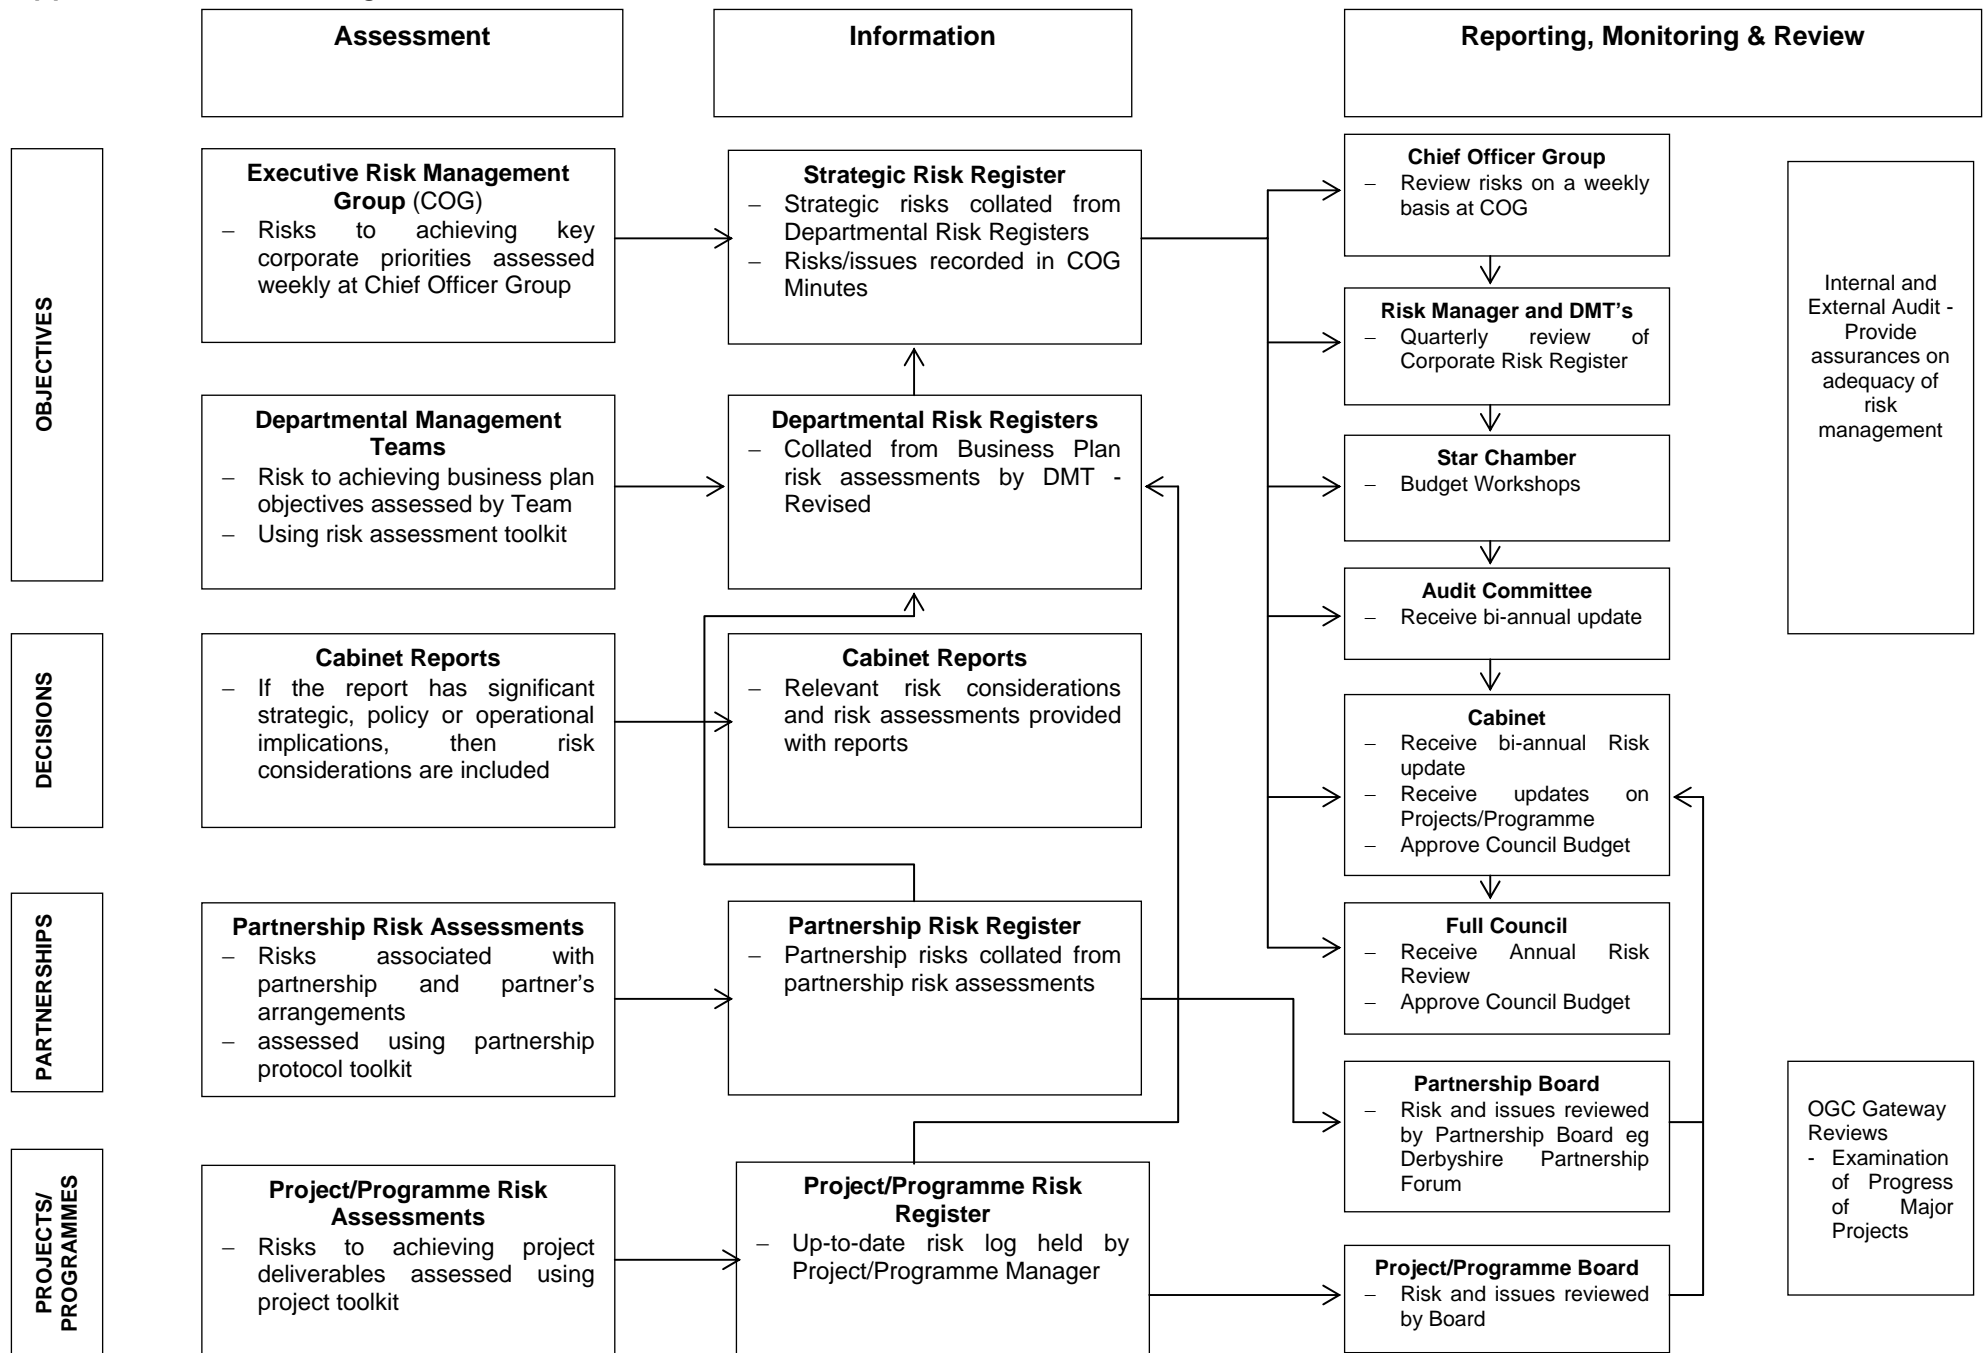 Assessment
Information
Reporting, Monitoring & Review
OBJECTIVES
Executive Risk Management
Group (COG)
– Risks to achieving key
corporate priorities assessed
weekly at Chief Officer Group
Strategic Risk Register
– Strategic risks collated from
Departmental Risk Registers
– Risks/issues recorded in COG
Minutes
Chief Officer Group
– Review risks on a weekly
basis at COG
Risk Manager and DMT's
– Quarterly review of
Corporate Risk Register
Internal and
External Audit -
Provide
assurances on
adequacy of
risk
management
Departmental Management
Teams
– Risk to achieving business plan
objectives assessed by Team
– Using risk assessment toolkit
Departmental Risk Registers
– Collated from Business Plan
risk assessments by DMT -
Revised
Star Chamber
– Budget Workshops
Audit Committee
– Receive bi-annual update
DECISIONS
Cabinet Reports
– If the report has significant
strategic, policy or operational
implications, then risk
considerations are included
Cabinet Reports
– Relevant risk considerations
and risk assessments provided
with reports
Cabinet
– Receive bi-annual Risk
update
– Receive updates on
Projects/Programme
– Approve Council Budget
Full Council
– Receive Annual Risk
Review
– Approve Council Budget
PARTNERSHIPS
Partnership Risk Assessments
– Risks associated with
partnership and partner's
arrangements
– assessed using partnership
protocol toolkit
Partnership Risk Register
– Partnership risks collated from
partnership risk assessments
Partnership Board
– Risk and issues reviewed
by Partnership Board eg
Derbyshire Partnership
Forum
OGC Gateway
Reviews
- Examination
of Progress
of Major
Projects
PROJECTS/
PROGRAMMES
Project/Programme Risk
Assessments
– Risks to achieving project
deliverables assessed using
project toolkit
Project/Programme Risk
Register
– Up-to-date risk log held by
Project/Programme Manager
Project/Programme Board
– Risk and issues reviewed
by Board